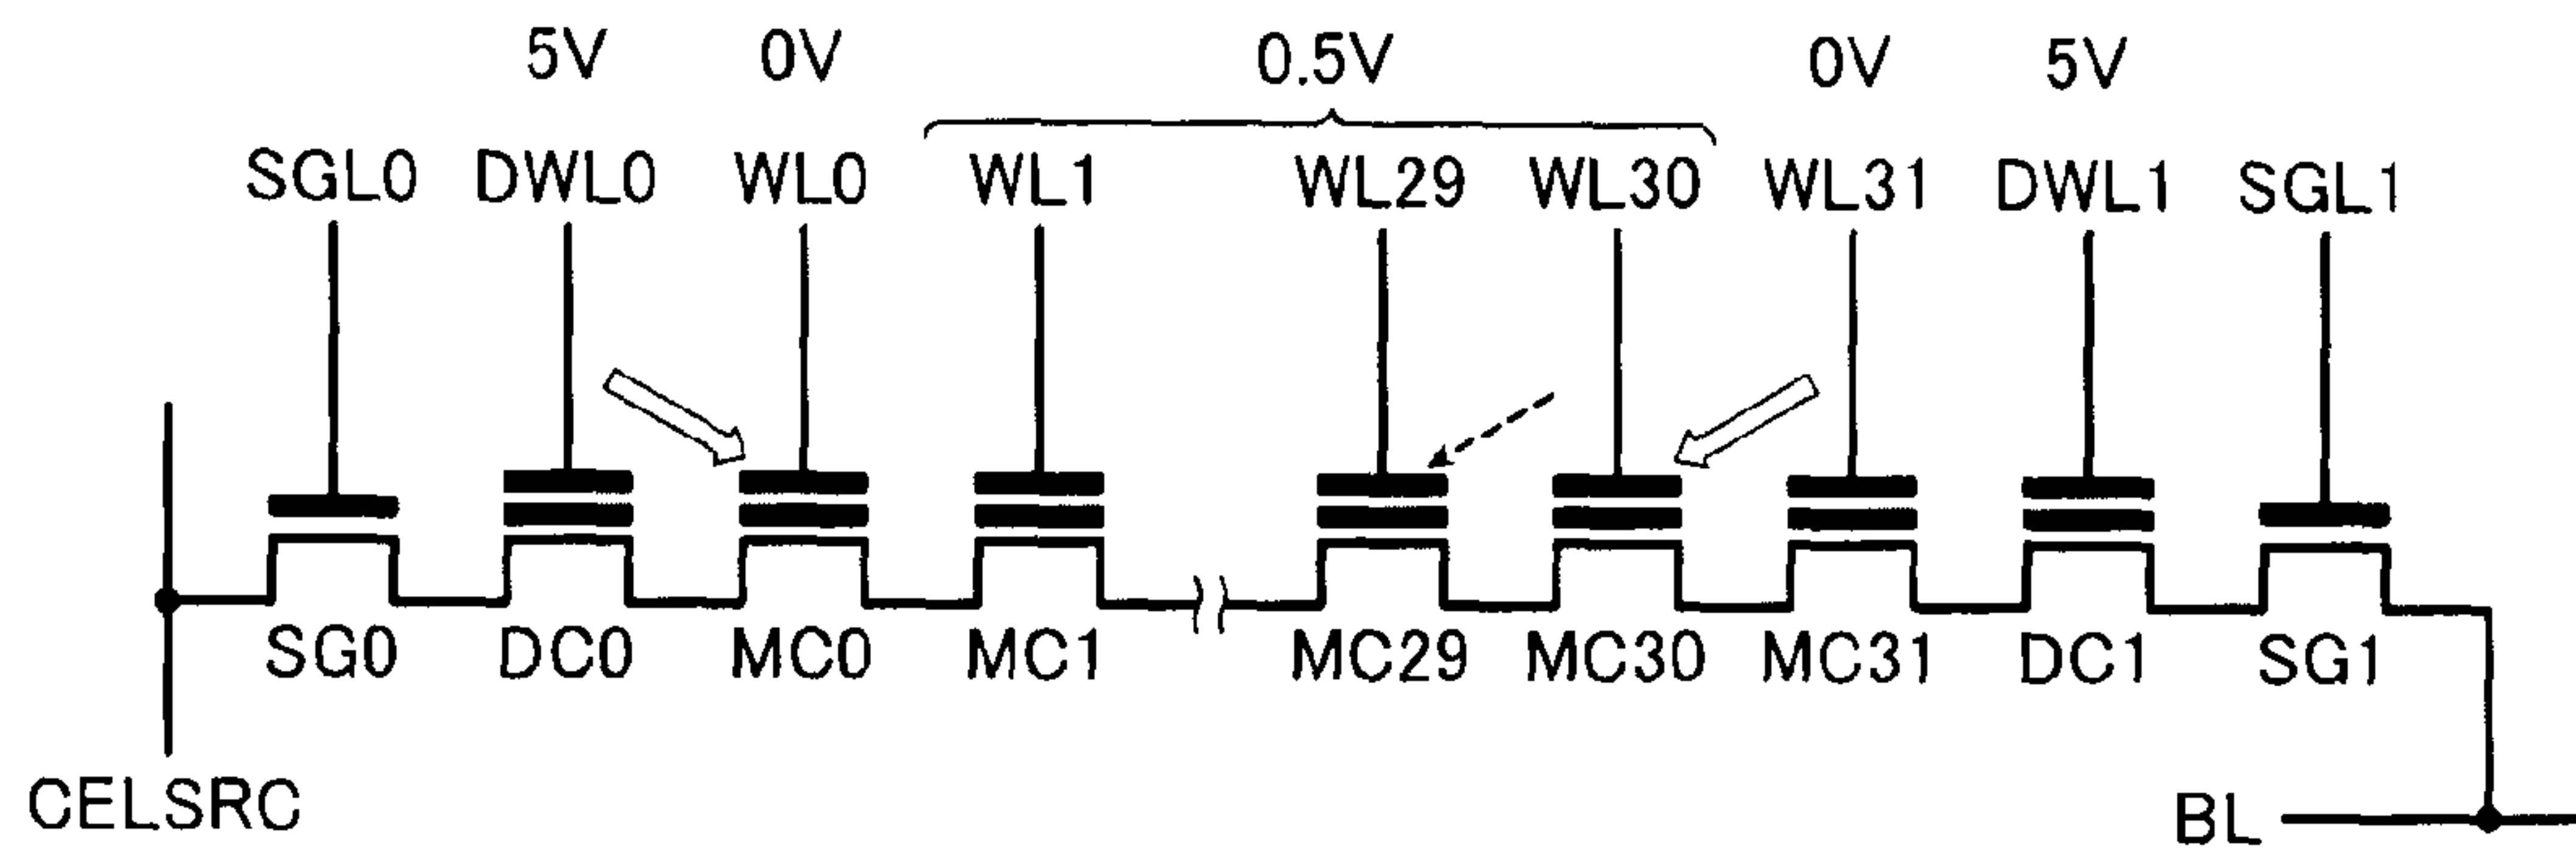 5V 0V 0.5V 0V 5V
SGL0 DWL0 WL0 WL1 WL29 WL30 WL31 DWL1 SGL1
SG0 DC0 MC0 MC1 MC29 MC30 MC31 DC1 SG1
CELSRC BL